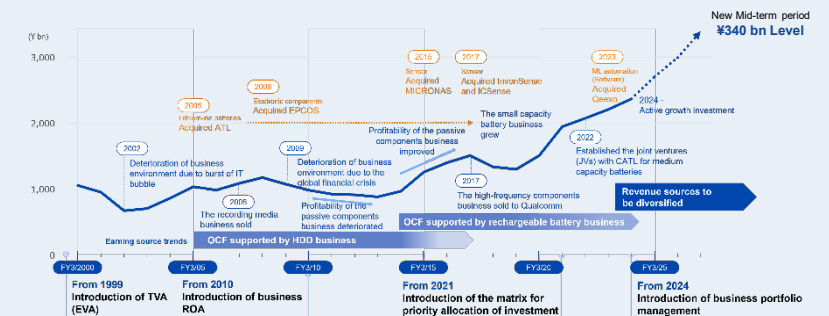 New Mid-term period
¥340 bn Level
(Y bn)
3,000
2,000
1,000
0
2016
Sensor
Acquired
MICRONAS
2017
Sensor
Acquired InvenSense
and ICSense
2023
ML automation
(Software)
Acquired
Qeexo
2024 -
Active growth investment
2005
Lithium-ion batteries
Acquired ATL
2008
Electronic components
Acquired EPCOS
The small capacity
battery business
grew
Profitability of the passive
components business
improved
2002
Deterioration of business
environment due to burst of IT
bubble
2009
Deterioration of business
environment due to the
global financial crisis
2022
Established the joint ventures
(JVs) with CATL for medium
capacity batteries
The recording media
business sold
Profitability of the
passive components
business deteriorated
2017
The high-frequency components
business sold to Qualcomm
Revenue sources to
be diversified
OCF supported by rechargeable battery business
Earning source trends
OCF supported by HDD business
FY3/2000
FY3/05
FY3/10
FY3/15
FY3/20
FY3/25
From 1999
Introduction of TVA
(EVA)
From 2010
Introduction of business
ROA
From 2021
Introduction of the matrix for
priority allocation of investment
From 2024
Introduction of business portfolio
management